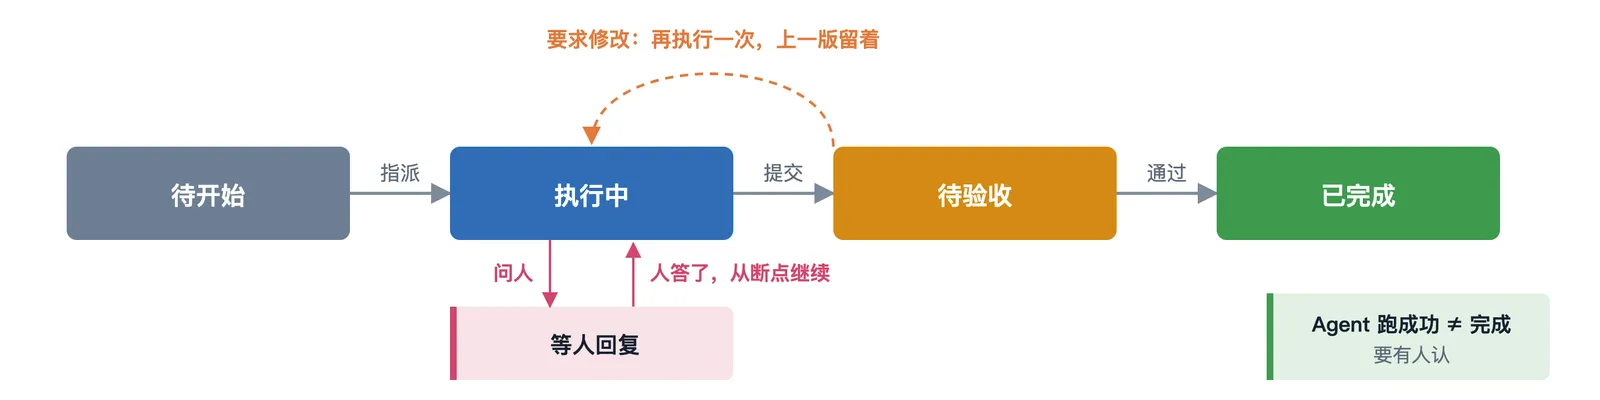 要求修改：再执行一次，上一版留着
待开始
指派
执行中
提交
待验收
通过
已完成
问人
人答了，从断点继续
等人回复
Agent 跑成功 ≠ 完成
要有人认